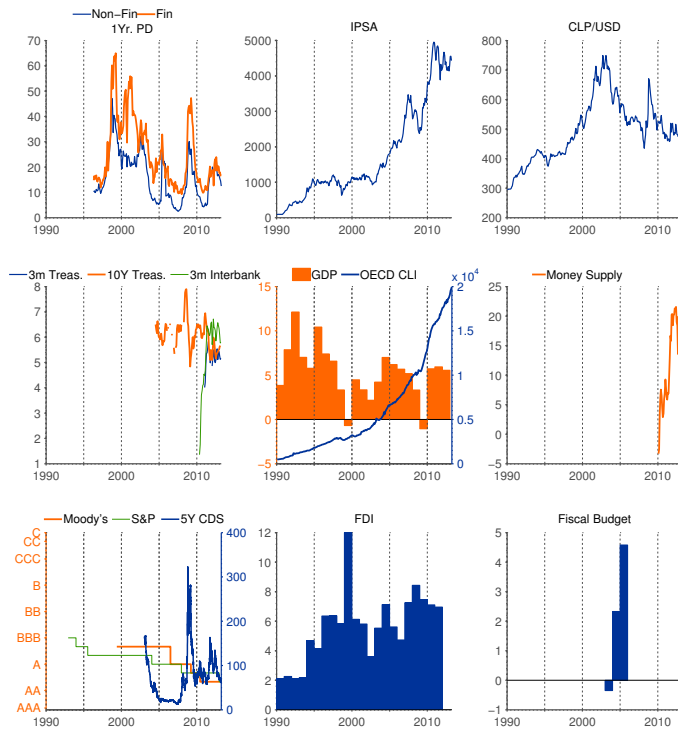 Non-Fin Fin
1Yr. PD
70
60
50
40
30
20
10
0
1990 2000 2010
IPSA
5000
4000
3000
2000
1000
0
1990 2000 2010
CLP/USD
800
700
600
500
400
300
200
1990 2000 2010
3m Treas. 10Y Treas. 3m Interbank
8
7
6
5
4
3
2
1
1990 2000 2010
GDP OECD CLI
x 10^4
15 2
10 1.5
5 1
0 0.5
-5 0
1990 2000 2010
Money Supply
25
20
15
10
5
0
-5
1990 2000 2010
Moody's S&P 5Y CDS
C 400
CC
CCC
B 300
BB
BBB 200
A 100
AA
AAA 0
1990 2000 2010
FDI
12
10
8
6
4
2
0
1990 2000 2010
Fiscal Budget
5
4
3
2
1
0
-1
1990 2000 2010